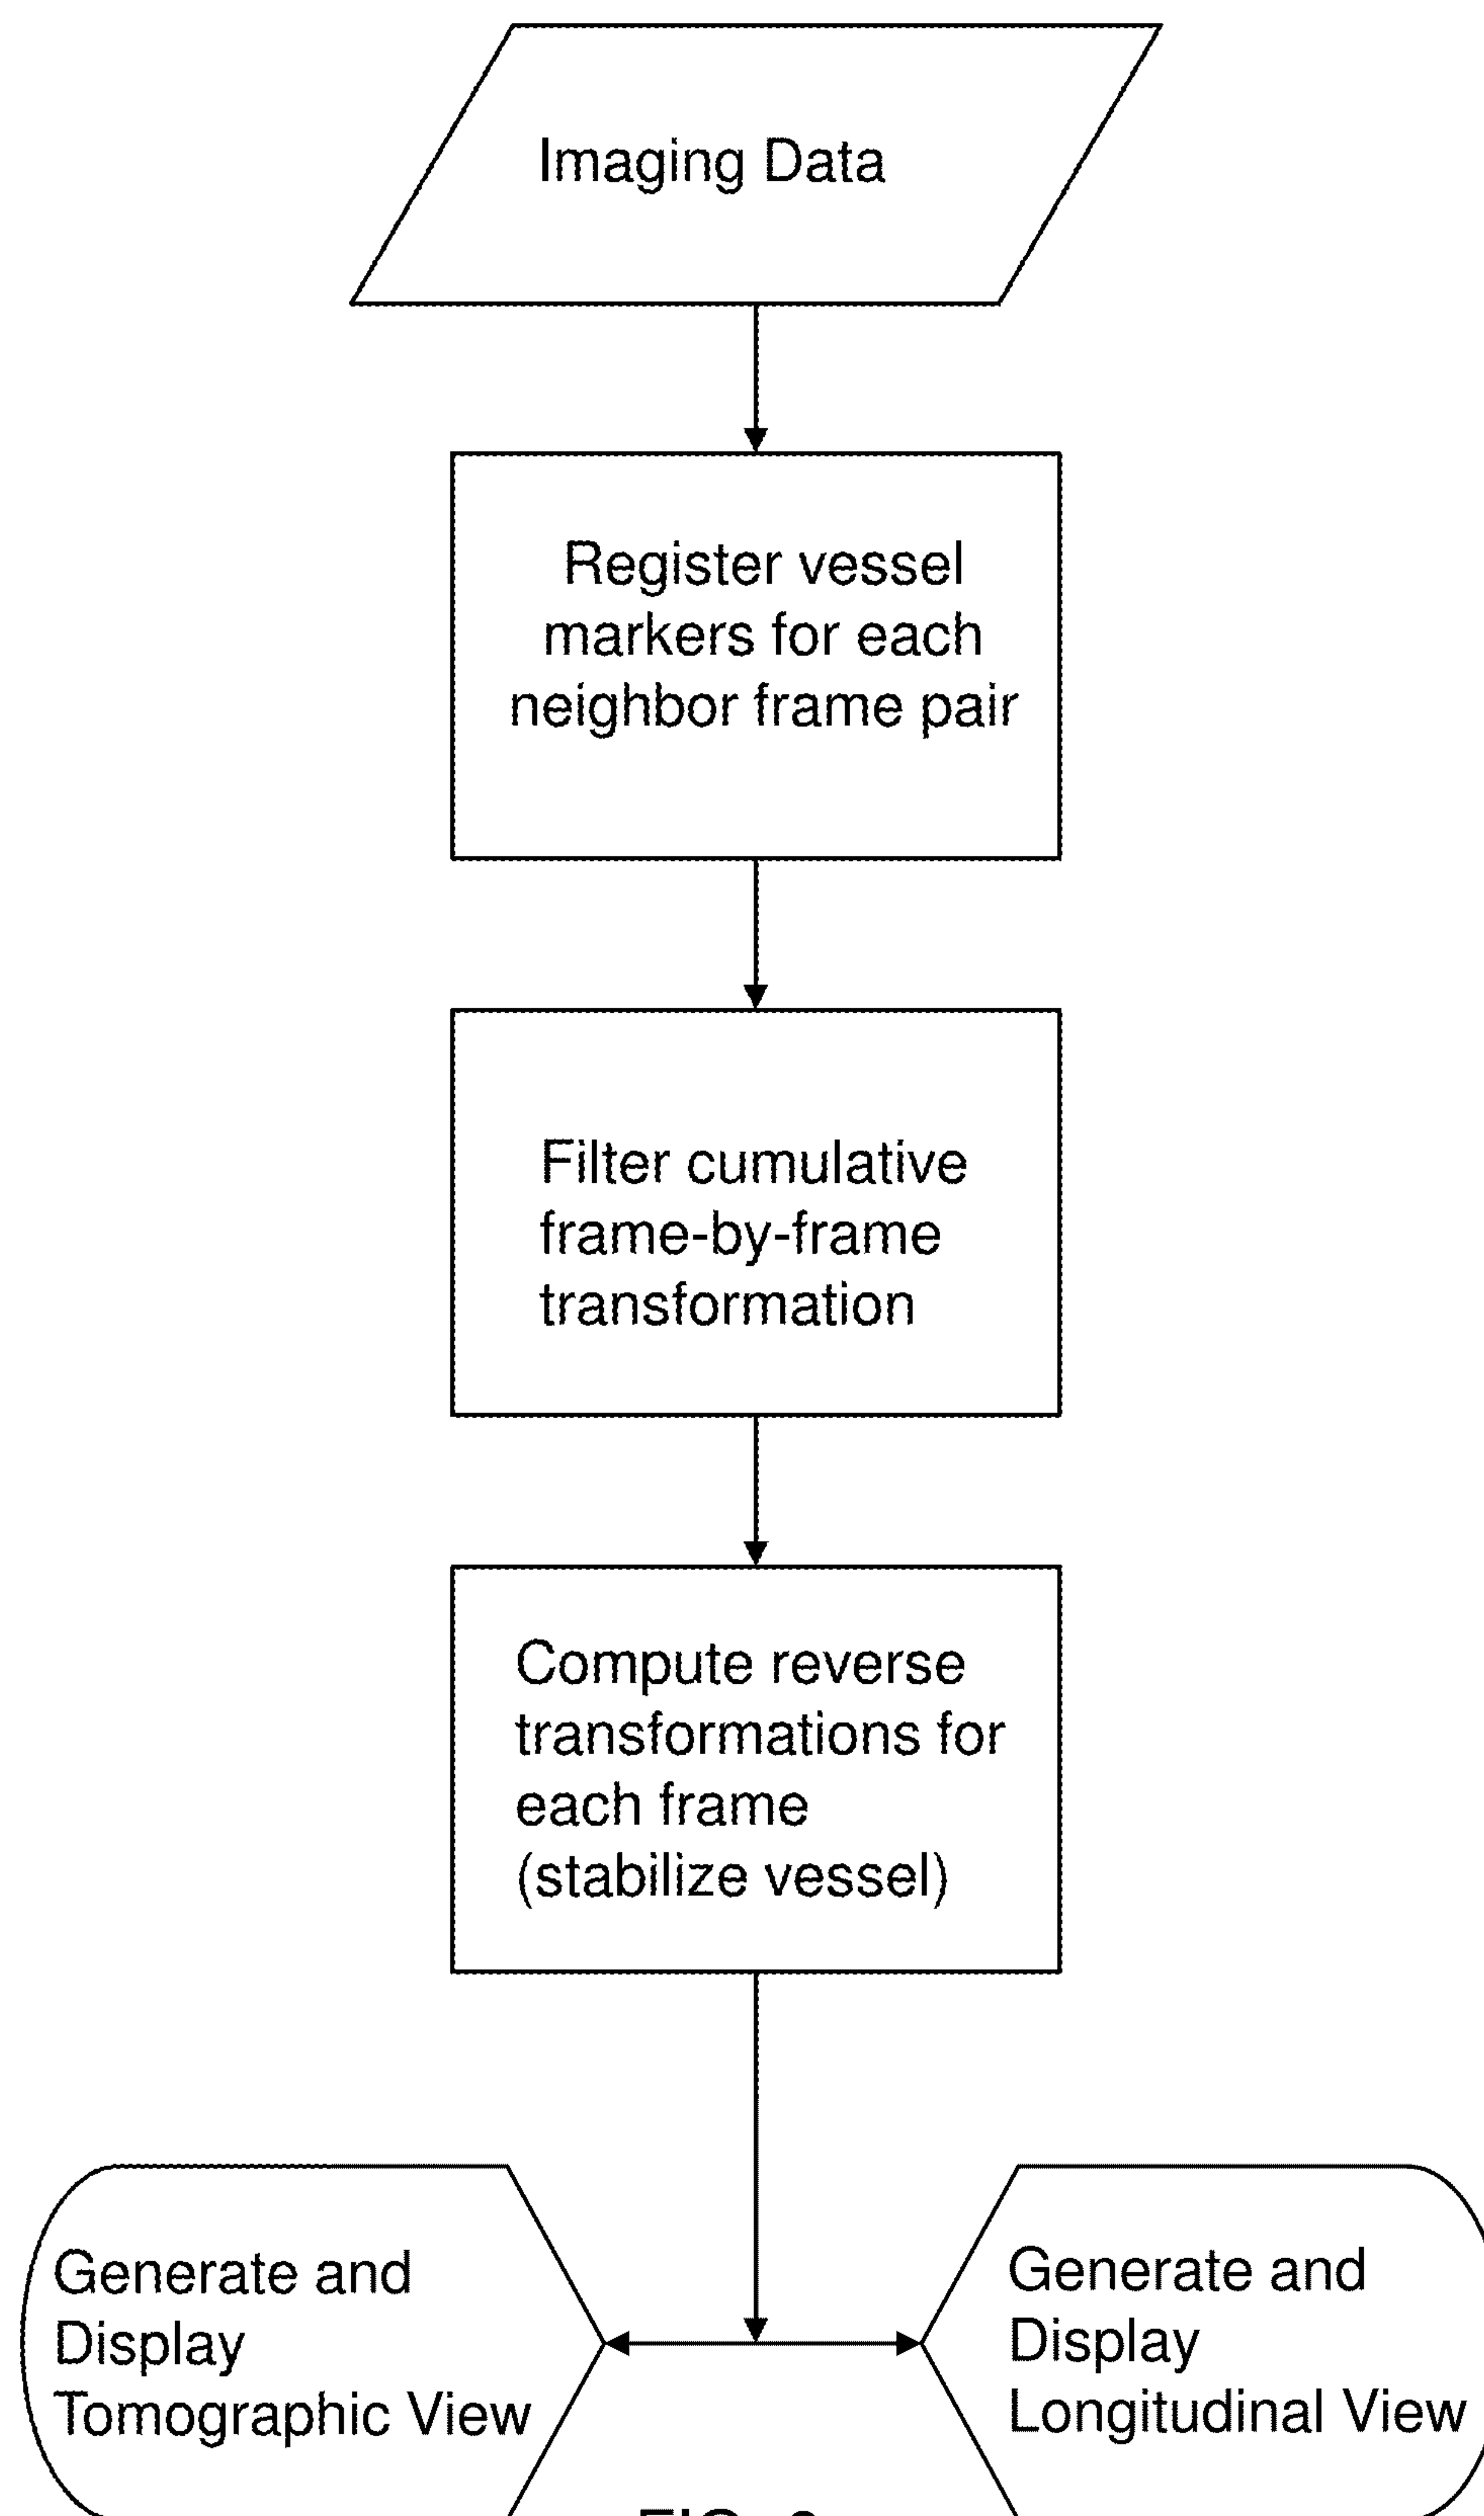 Imaging Data
Register vessel
markers for each
neighbor frame pair
Filter cumulative
frame-by-frame
transformation
Compute reverse
transformations for
each frame
(stabilize vessel)
Generate and
Display
Tomographic View
Generate and
Display
Longitudinal View